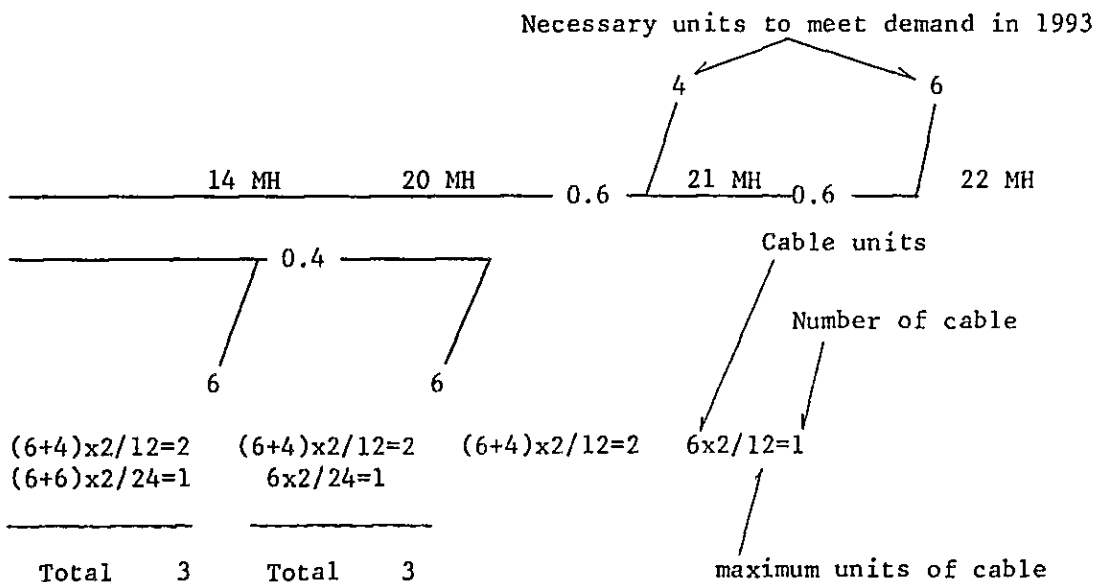 Necessary units to meet demand in 1993
4 6
14 MH 20 MH 0.6 21 MH 0.6 22 MH
0.4
Cable units
Number of cable
6 6
(6+4)x2/12=2 (6+4)x2/12=2 (6+4)x2/12=2 6x2/12=1
(6+6)x2/24=1 6x2/24=1
Total 3 Total 3 maximum units of cable